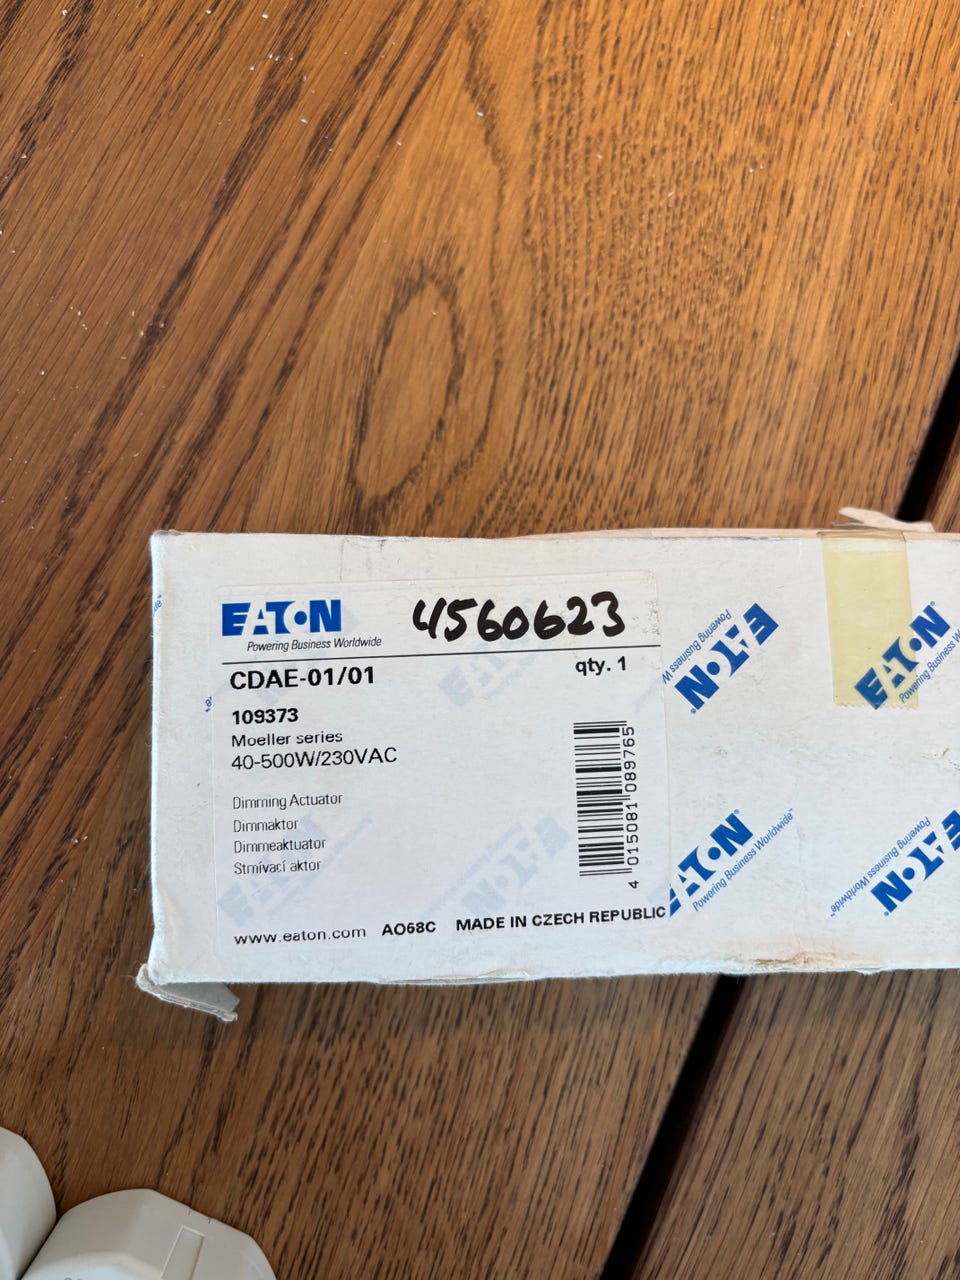 EATON
Powering Business Worldwide
4560623
CDAE-01/01
qty. 1
109373
Moeller series
40-500W/230VAC
Dimming Actuator
Dimmaktor
Dimmeaktuator
Stmívací aktor
4 015081 089765
www.eaton.com AO68C MADE IN CZECH REPUBLIC
EATON
Powering Business
EATON
Powering Business
EATON
Powering Business Worldwide
EATON
Powering Business Worldwide